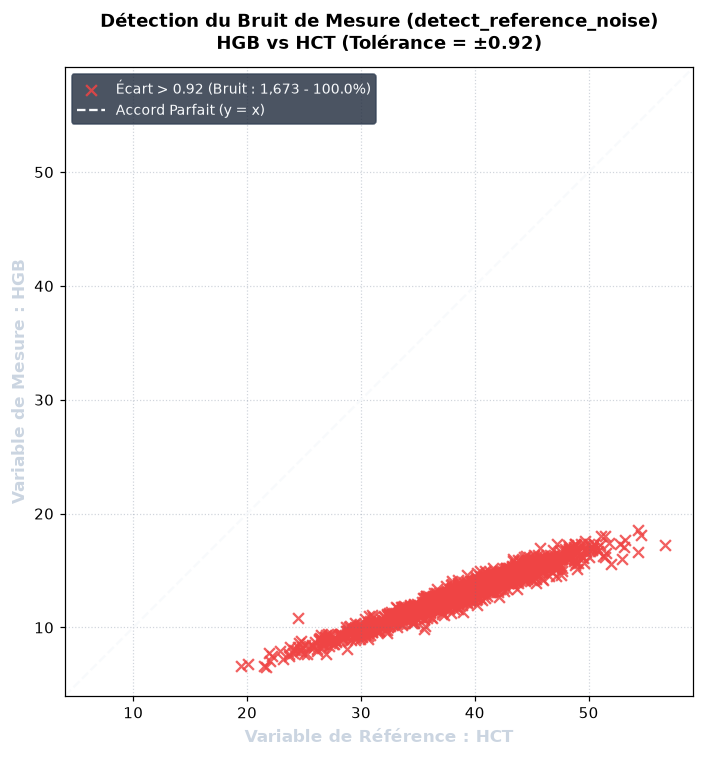 Détection du Bruit de Mesure (detect_reference_noise)
HGB vs HCT (Tolérance = ±0.92)
Écart > 0.92 (Bruit : 1,673 - 100.0%)
Accord Parfait (y = x)
Variable de Mesure : HGB
50
40
30
20
10
10 20 30 40 50
Variable de Référence : HCT